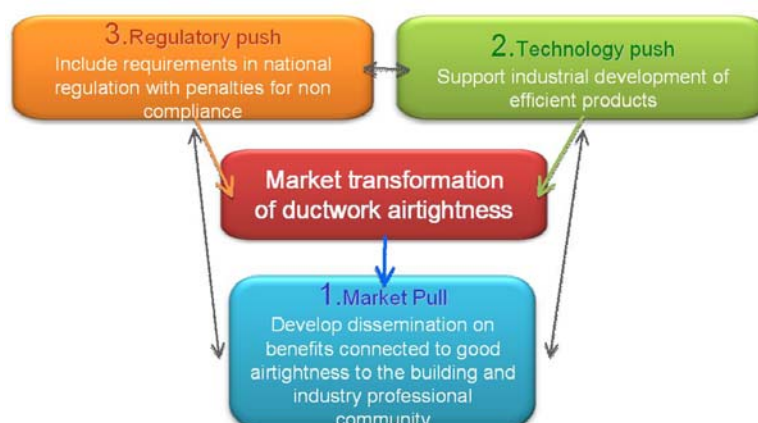 3.Regulatory push
Include requirements in national
regulation with penalties for non
compliance
2.Technology push
Support industrial development of
efficient products
Market transformation
of ductwork airtightness
1.Market Pull
Develop dissemination on
benefits connected to good
airtightness to the building and
industry professional
community